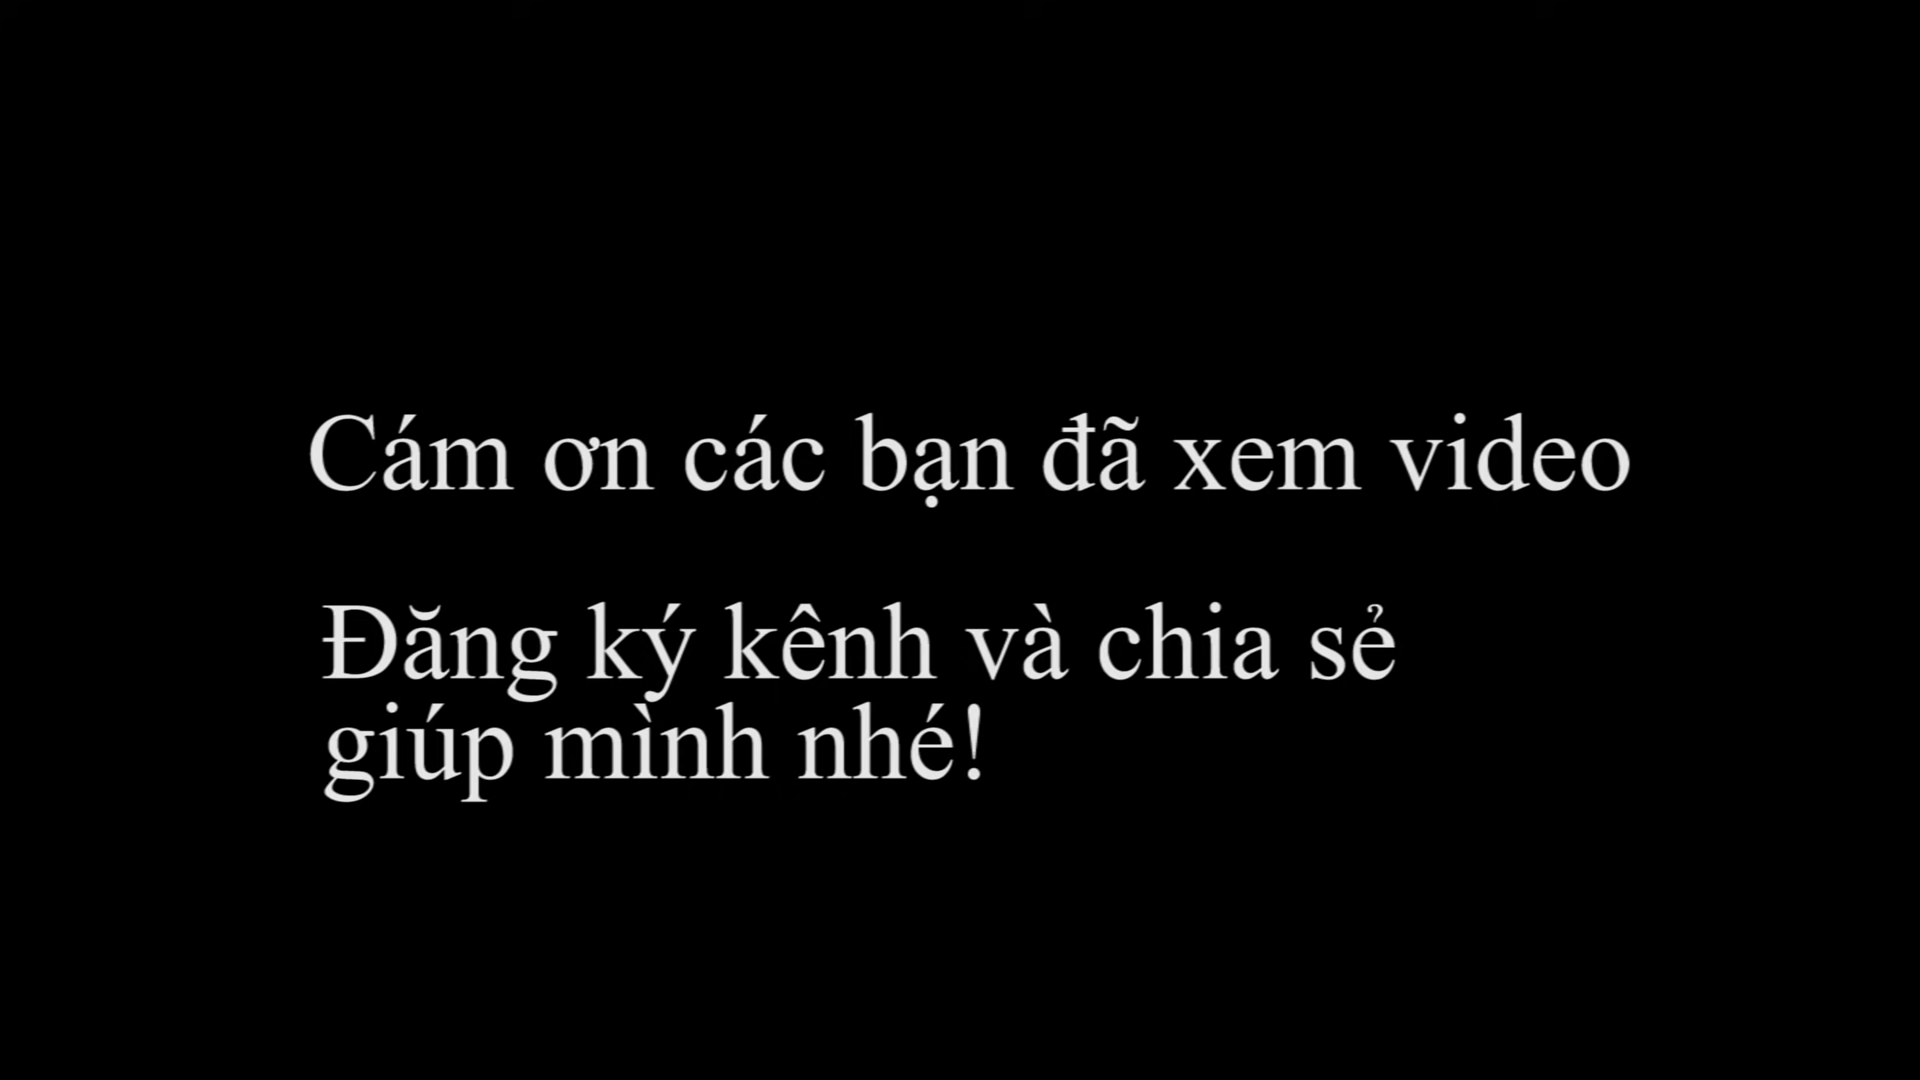 Cám ơn các bạn đã xem video
Đăng ký kênh và chia sẻ
giúp mình nhé!